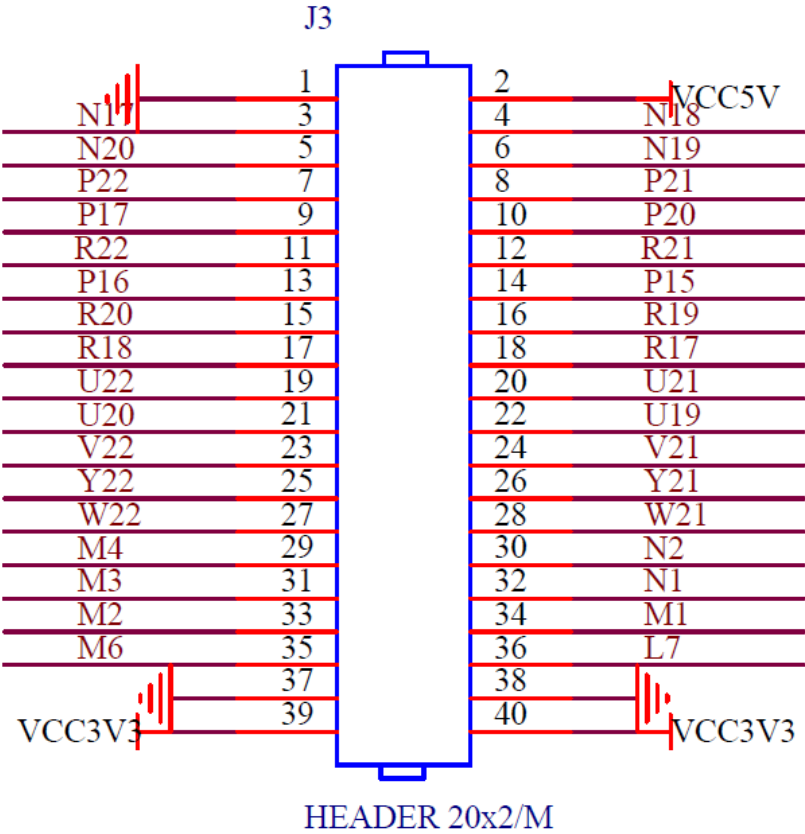 J3
1 2 VCC5V
N17 3 4 N18
N20 5 6 N19
P22 7 8 P21
P17 9 10 P20
R22 11 12 R21
P16 13 14 P15
R20 15 16 R19
R18 17 18 R17
U22 19 20 U21
U20 21 22 U19
V22 23 24 V21
Y22 25 26 Y21
W22 27 28 W21
M4 29 30 N2
M3 31 32 N1
M2 33 34 M1
M6 35 36 L7
37 38
VCC3V3 39 40 VCC3V3
HEADER 20x2/M